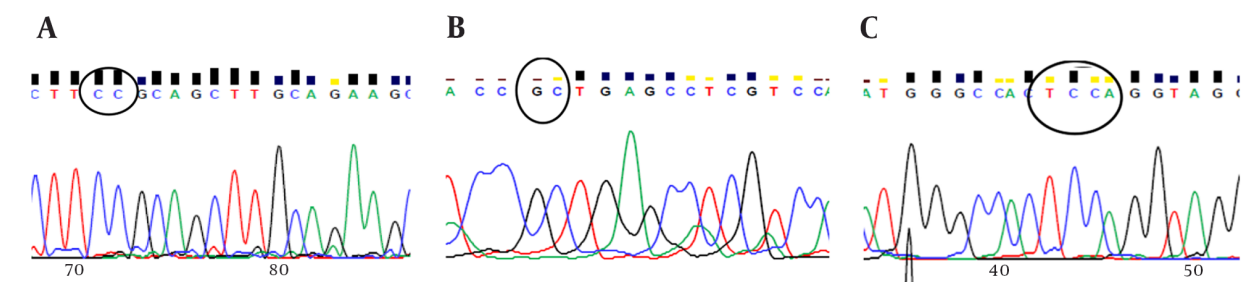 A
B
C
C T T C C G C A G C T T G C A G A A G C
A C C G C T G A G C C T C G T C C A
A T G G G C C A C T C C A G G T A G G
70 80
40 50